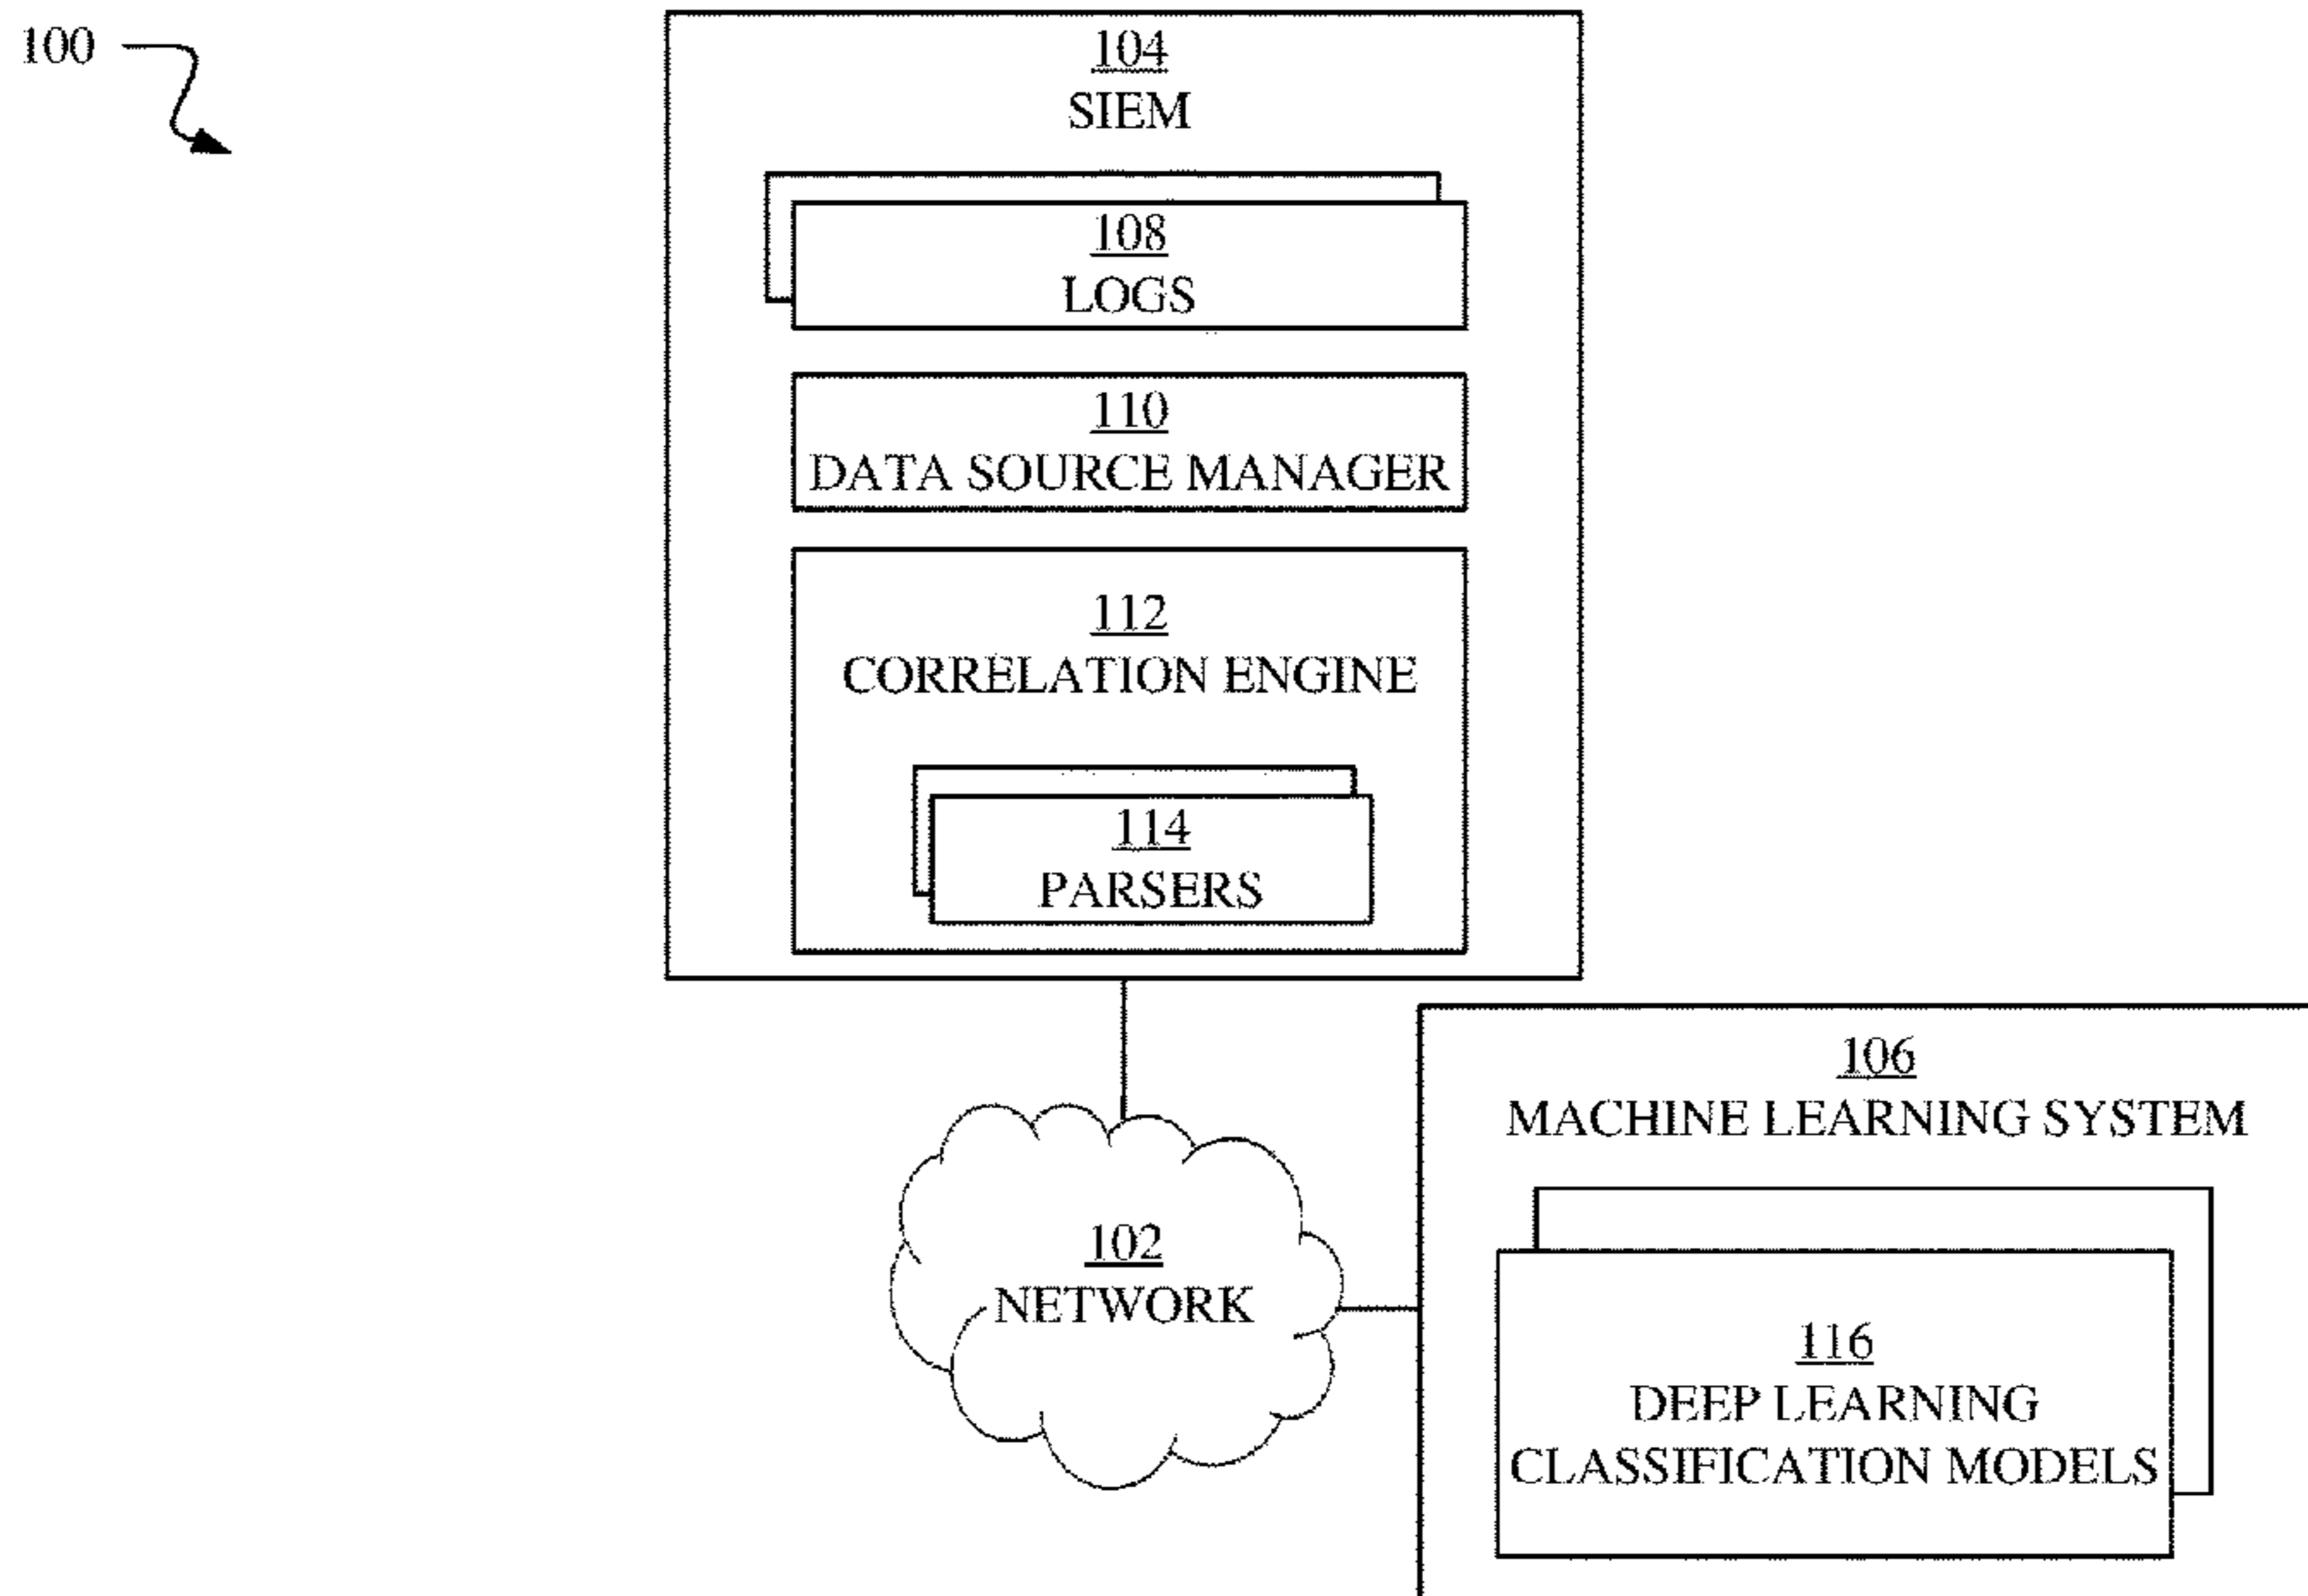 100
104
SIEM
108
LOGS
110
DATA SOURCE MANAGER
112
CORRELATION ENGINE
114
PARSERS
106
MACHINE LEARNING SYSTEM
102
NETWORK
116
DEEP LEARNING
CLASSIFICATION MODELS